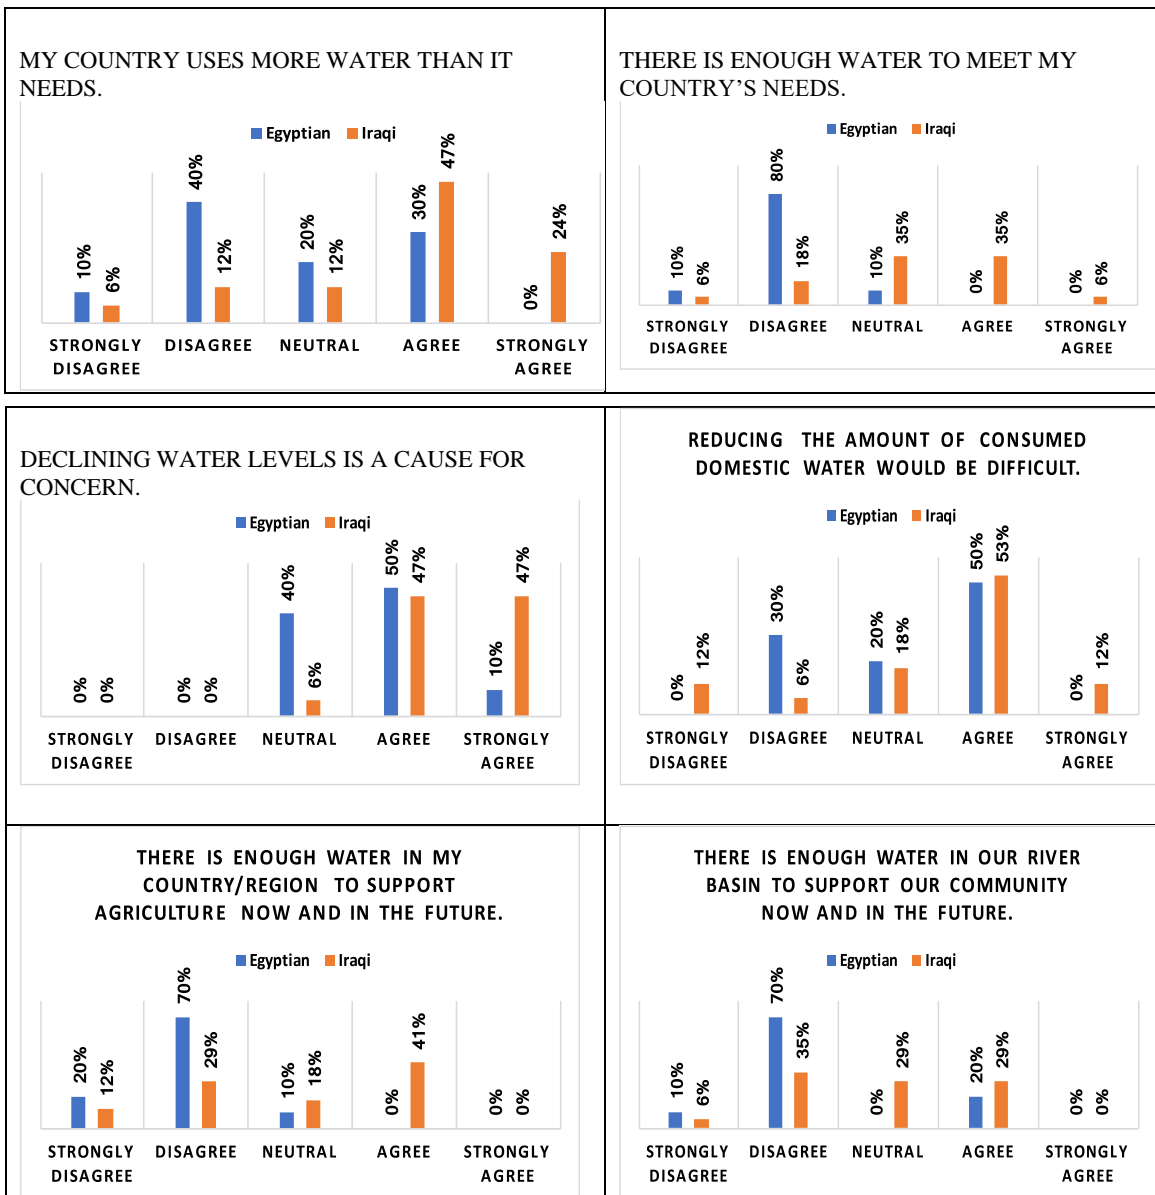 MY COUNTRY USES MORE WATER THAN IT
NEEDS.
Egyptian Iraqi
10% 6% 40% 12% 20% 12% 30% 47% 0% 24%
STRONGLY DISAGREE NEUTRAL AGREE STRONGLY
DISAGREE AGREE
THERE IS ENOUGH WATER TO MEET MY
COUNTRY’S NEEDS.
Egyptian Iraqi
10% 6% 80% 18% 10% 35% 0% 35% 0% 6%
STRONGLY DISAGREE NEUTRAL AGREE STRONGLY
DISAGREE AGREE
DECLINING WATER LEVELS IS A CAUSE FOR
CONCERN.
Egyptian Iraqi
0% 0% 0% 0% 40% 6% 50% 47% 10% 47%
STRONGLY DISAGREE NEUTRAL AGREE STRONGLY
DISAGREE AGREE
REDUCING THE AMOUNT OF CONSUMED
DOMESTIC WATER WOULD BE DIFFICULT.
Egyptian Iraqi
0% 12% 30% 6% 20% 18% 50% 53% 0% 12%
STRONGLY DISAGREE NEUTRAL AGREE STRONGLY
DISAGREE AGREE
THERE IS ENOUGH WATER IN MY
COUNTRY/REGION TO SUPPORT
AGRICULTURE NOW AND IN THE FUTURE.
Egyptian Iraqi
20% 12% 70% 29% 10% 18% 0% 41% 0% 0%
STRONGLY DISAGREE NEUTRAL AGREE STRONGLY
DISAGREE AGREE
THERE IS ENOUGH WATER IN OUR RIVER
BASIN TO SUPPORT OUR COMMUNITY
NOW AND IN THE FUTURE.
Egyptian Iraqi
10% 6% 70% 35% 0% 29% 20% 29% 0% 0%
STRONGLY DISAGREE NEUTRAL AGREE STRONGLY
DISAGREE AGREE